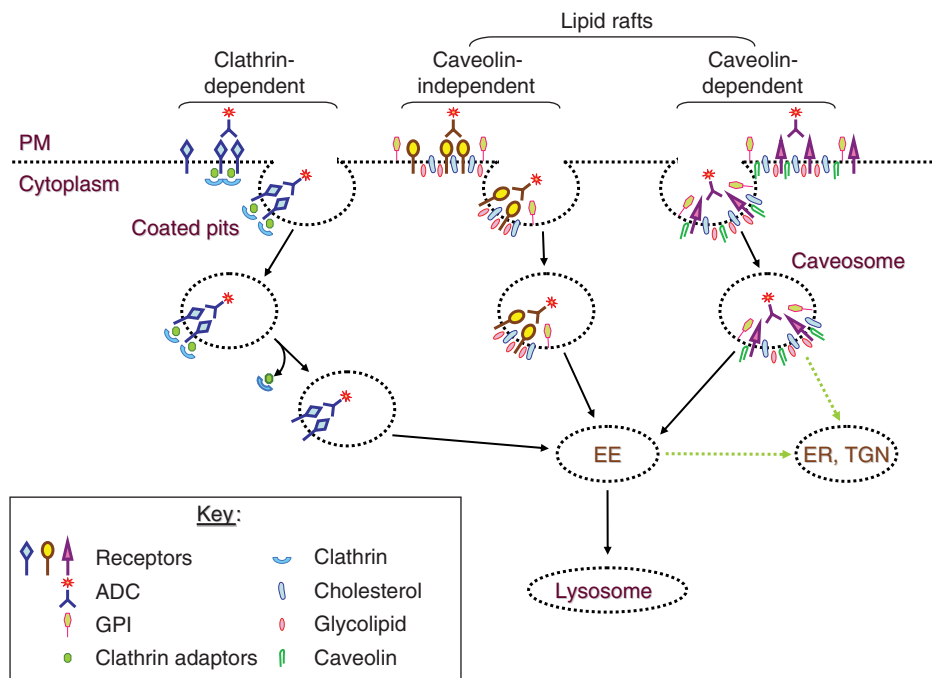 Lipid rafts
Clathrin-
dependent
Caveolin-
independent
Caveolin-
dependent
PM
Cytoplasm
Coated pits
Caveosome
EE
ER, TGN
Lysosome
Key:
Receptors
ADC
GPI
Clathrin adaptors
Clathrin
Cholesterol
Glycolipid
Caveolin